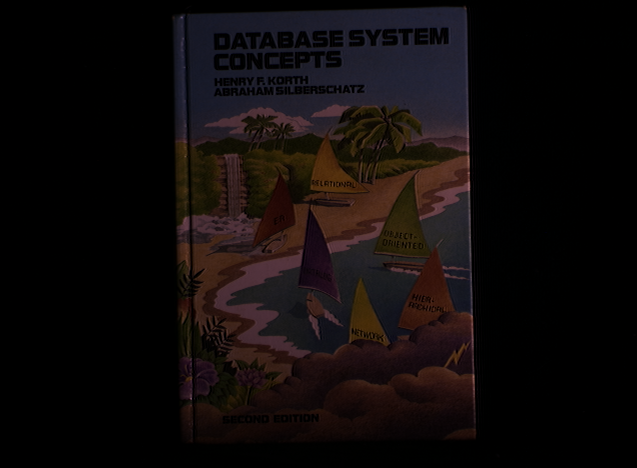 DATABASE SYSTEM
CONCEPTS
HENRY F. KORTH
ABRAHAM SILBERSCHATZ
RELATIONAL
E-R
OBJECT-
ORIENTED
HIER-
ARCHICAL
NETWORK
SECOND EDITION